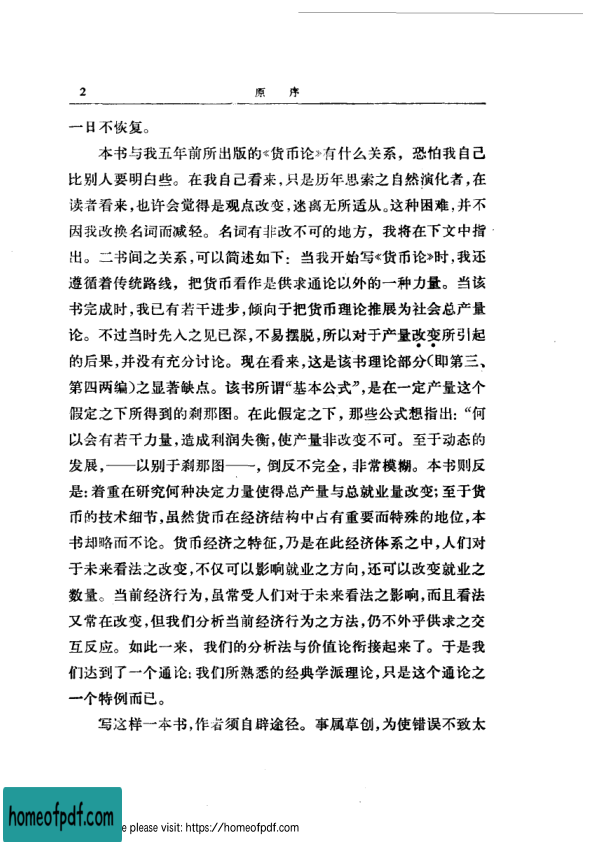 2
原 序
一日不恢复。
本书与我五年前所出版的《货币论》有什么关系，恐怕我自己
比别人要明白些。在我自己看来，只是历年思索之自然演化者，在
读者看来，也许会觉得是观点改变，迷离无所适从。这种困难，并不
因我改换名词而减轻。名词有非改不可的地方，我将在下文中指
出。二书间之关系，可以简述如下：当我开始写《货币论》时，我还
遵循着传统路线，把货币看作是供求通论以外的一种力量。当该
书完成时，我已有若干进步，倾向于把货币理论推展为社会总产量
论。不过当时先入之见已深，不易摆脱，所以对于产量改变所引起
的后果，并没有充分讨论。现在看来，这是该书理论部分（即第三、
第四两编）之显著缺点。该书所谓“基本公式”，是在一定产量这个
假定之下所得到的刹那图。在此假定之下，那些公式想指出：“何
以会有若干力量，造成利润失衡，使产量非改变不可。至于动态的
发展，——以别于刹那图——，倒反不完全，非常模糊。本书则反
是：着重在研究何种决定力量使得总产量与总就业量改变；至于货
币的技术细节，虽然货币在经济结构中占有重要而特殊的地位，本
书却略而不论。货币经济之特征，乃是在此经济体系之中，人们对
于未来看法之改变，不仅可以影响就业之方向，还可以改变就业之
数量。当前经济行为，虽常受人们对于未来看法之影响，而且看法
又常在改变，但我们分析当前经济行为之方法，仍不外乎供求之交
互反应。如此一来，我们的分析法与价值论衔接起来了。于是我
们达到了一个通论：我们所熟悉的经典学派理论，只是这个通论之
一个特例而已。
写这样一本书，作者须自辟途径。事属草创，为使错误不致太
homeofpdf.com
e please visit: https://homeofpdf.com